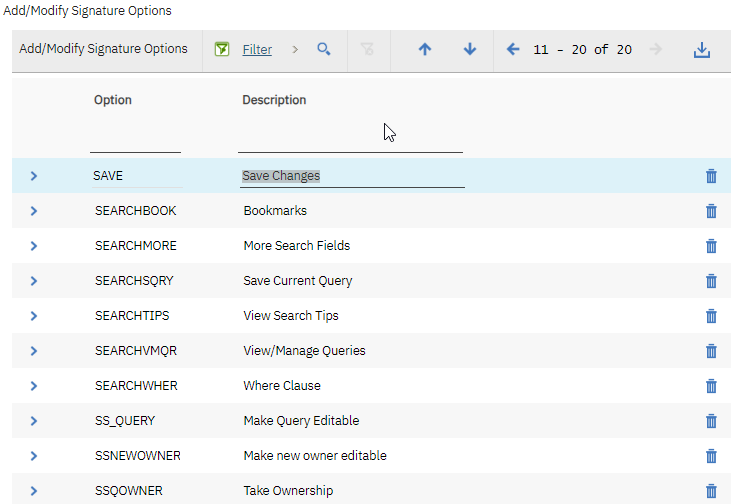 Add/Modify Signature Options
Add/Modify Signature Options Filter 11 - 20 of 20
Option Description
SAVE Save Changes
SEARCHBOOK Bookmarks
SEARCHMORE More Search Fields
SEARCHSQRY Save Current Query
SEARCHTIPS View Search Tips
SEARCHVMQR View/Manage Queries
SEARCHWHER Where Clause
SS_QUERY Make Query Editable
SSNEWOWNER Make new owner editable
SSQOWNER Take Ownership